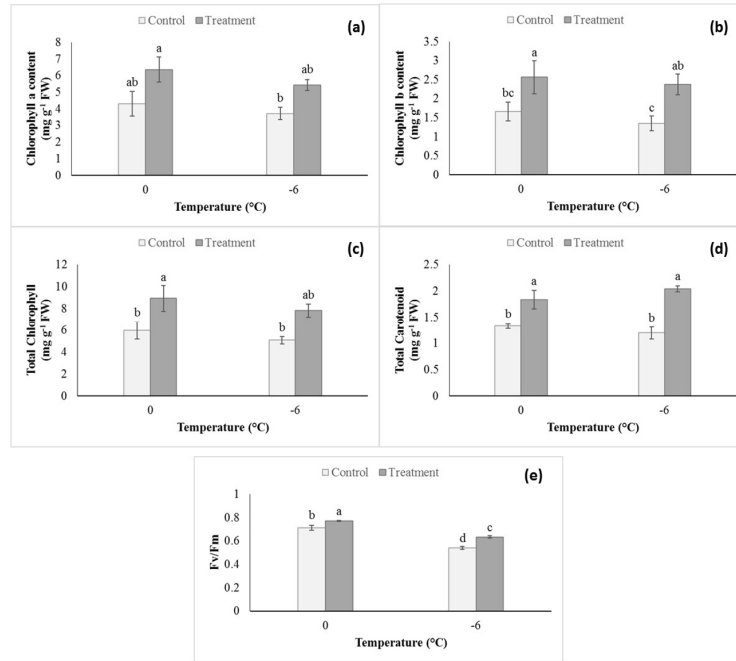 Control Treatment (a)
Chlorophyll a content
(mg g-1 FW)
8
7
6
5
4
3
2
1
0
ab a b ab
0 -6
Temperature (°C)
Control Treatment (b)
Chlorophyll b content
(mg g-1 FW)
3.5
3
2.5
2
1.5
1
0.5
0
bc a c ab
0 -6
Temperature (°C)
Control Treatment (c)
Total Chlorophyll
(mg g-1 FW)
12
10
8
6
4
2
0
b a b ab
0 -6
Temperature (°C)
Control Treatment (d)
Total Carotenoid
(mg g-1 FW)
2.5
2
1.5
1
0.5
0
b a b a
0 -6
Temperature (°C)
Control Treatment (e)
Fv/Fm
1
0.8
0.6
0.4
0.2
0
b a d c
0 -6
Temperature (°C)